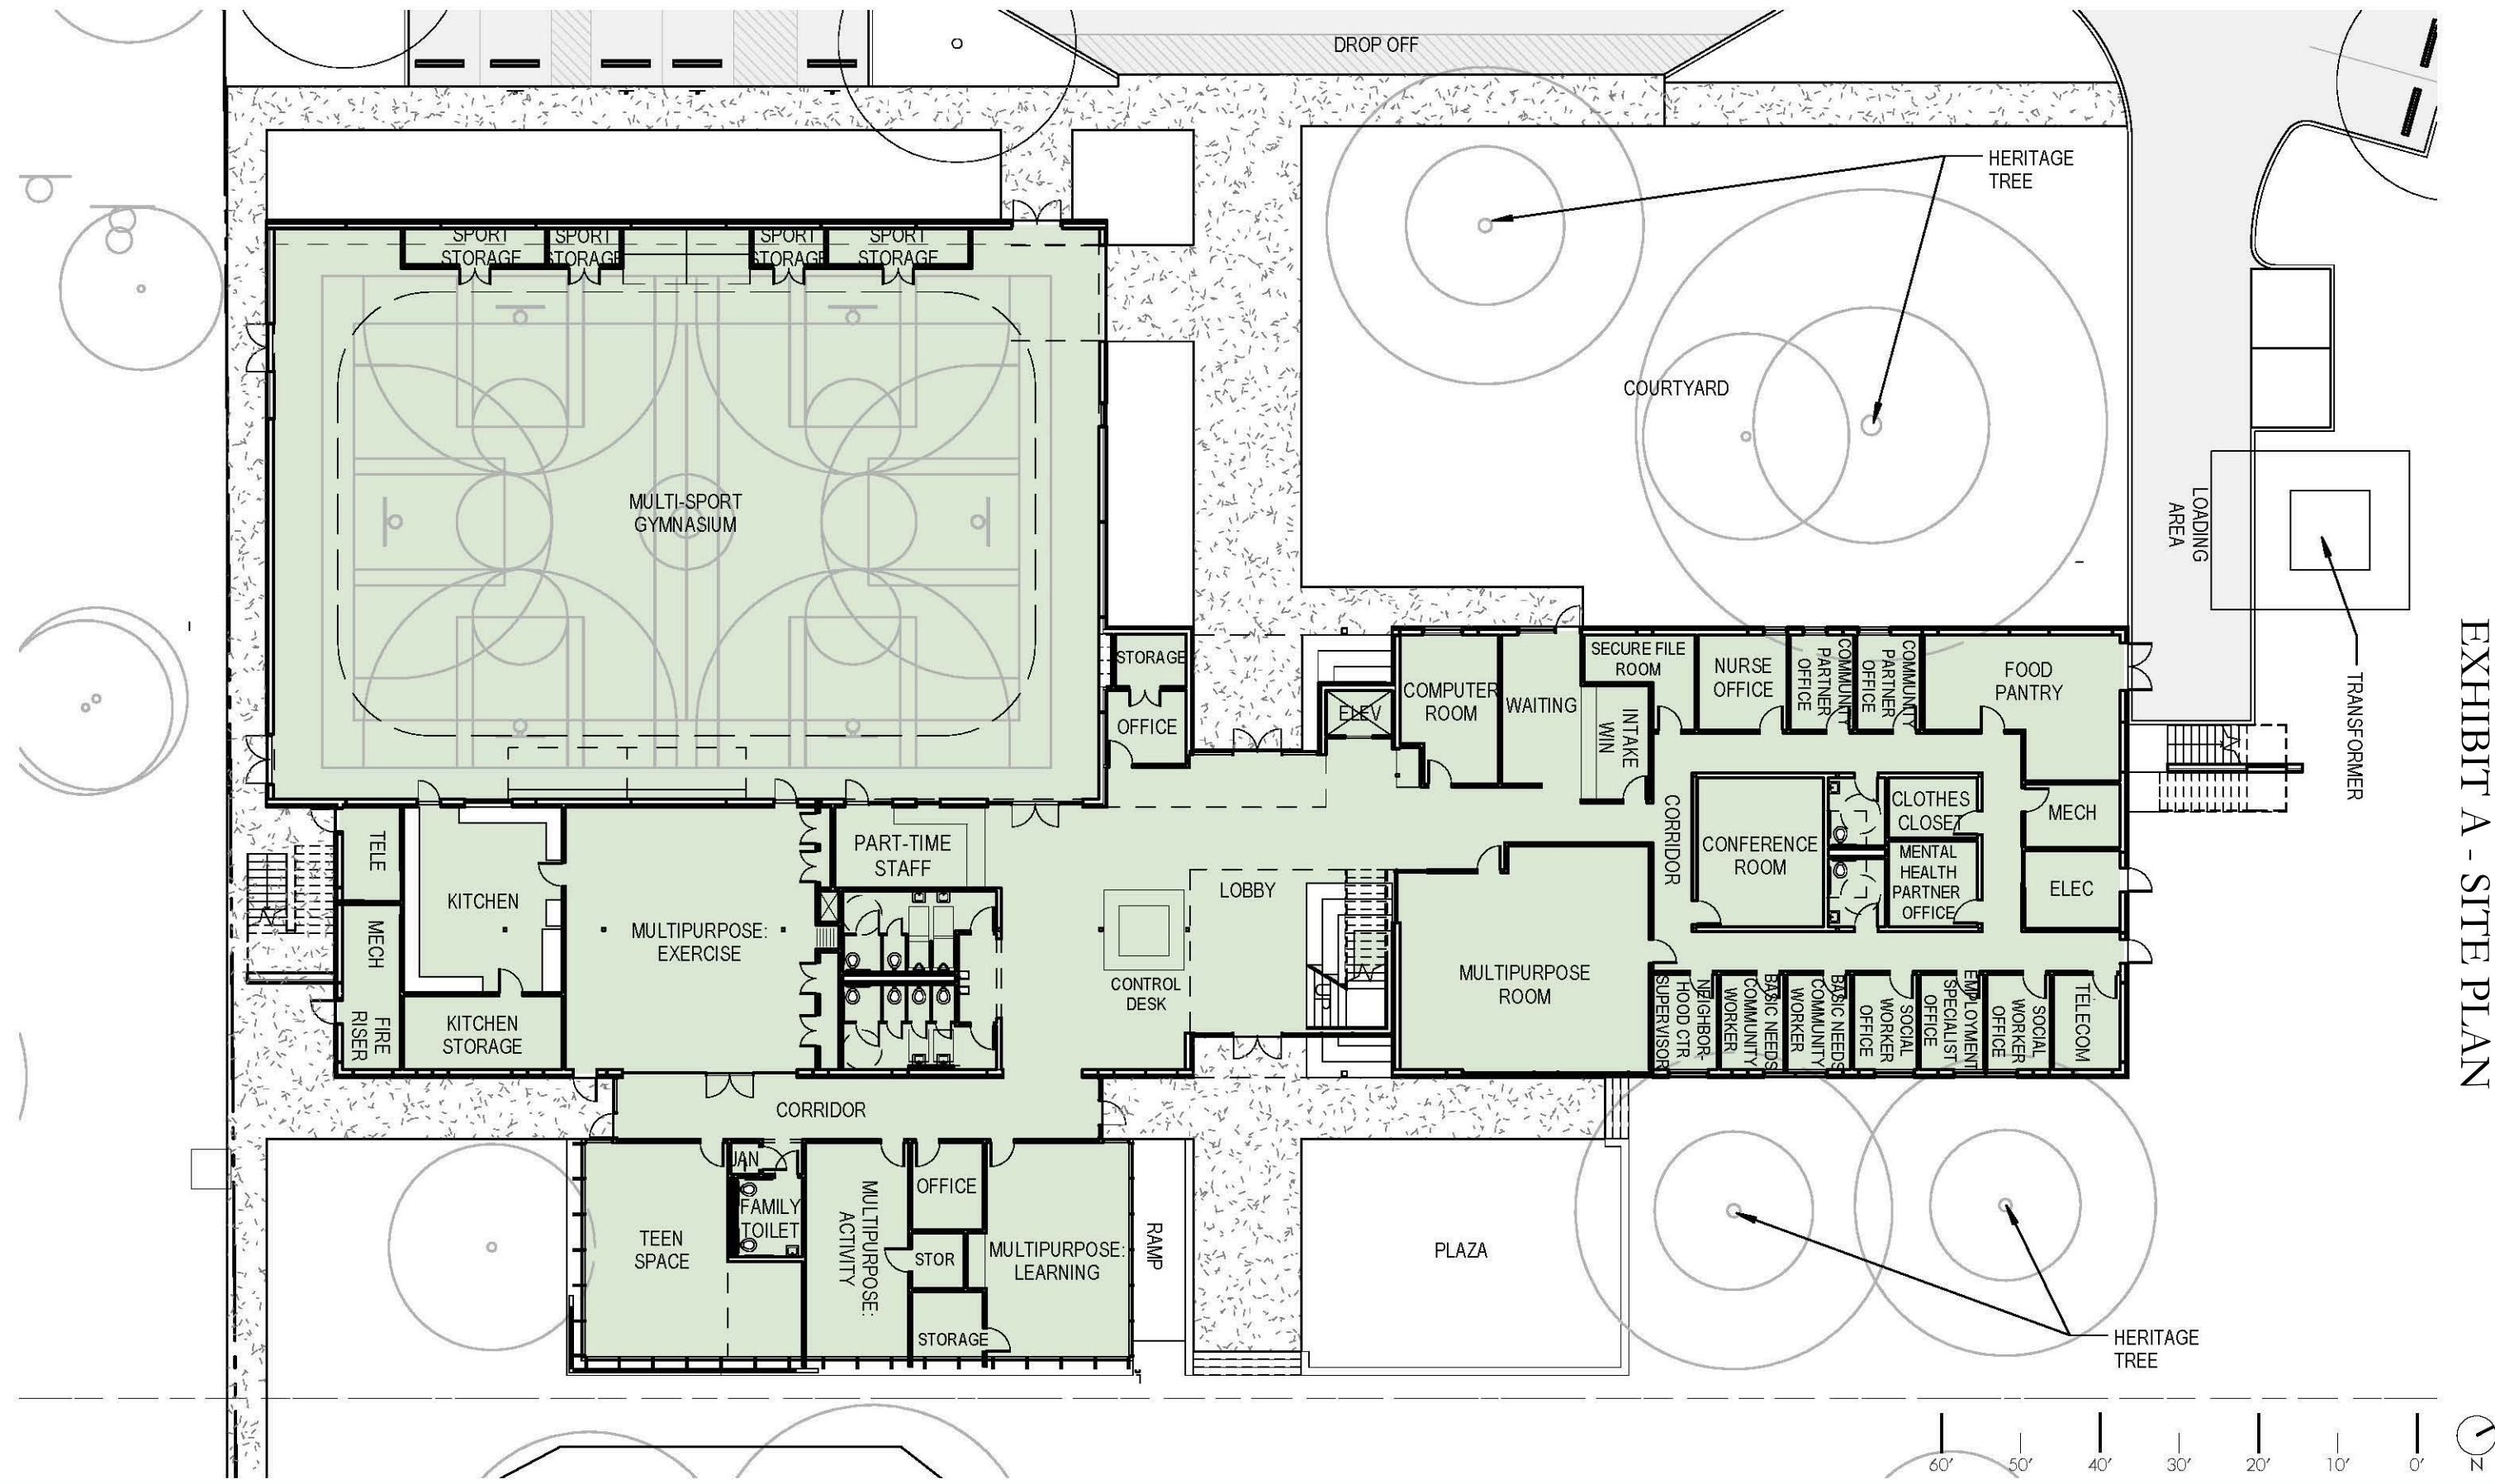 DROP OFF
HERITAGE
TREE
SPORT
STORAGE
SPORT
STORAGE
SPORT
STORAGE
SPORT
STORAGE
COURTYARD
MULTI-SPORT
GYMNASIUM
LOADING
AREA
TRANSFORMER
EXHIBIT A - SITE PLAN
STORAGE
OFFICE
ELEV
COMPUTER
ROOM
WAITING
SECURE FILE
ROOM
INTAKE
WIN
NURSE
OFFICE
COMMUNITY
PARTNER
OFFICE
COMMUNITY
PARTNER
OFFICE
FOOD
PANTRY
TELE
MECH
FIRE
RISER
KITCHEN
KITCHEN
STORAGE
MULTIPURPOSE:
EXERCISE
PART-TIME
STAFF
CONTROL
DESK
LOBBY
UP
MULTIPURPOSE
ROOM
CORRIDOR
CONFERENCE
ROOM
CLOTHES
CLOSET
MENTAL
HEALTH
PARTNER
OFFICE
MECH
ELEC
NEIGHBOR-
HOOD CTR
SUPERVISOR
BASIC NEEDS
COMMUNITY
WORKER
BASIC NEEDS
COMMUNITY
WORKER
SOCIAL
WORKER
OFFICE
EMPLOYMENT
SPECIALIST
OFFICE
SOCIAL
WORKER
OFFICE
TELECOM
CORRIDOR
TEEN
SPACE
JAN
FAMILY
TOILET
MULTIPURPOSE:
ACTIVITY
OFFICE
STOR
STORAGE
MULTIPURPOSE:
LEARNING
RAMP
PLAZA
HERITAGE
TREE
60'
50'
40'
30'
20'
10'
0'
N